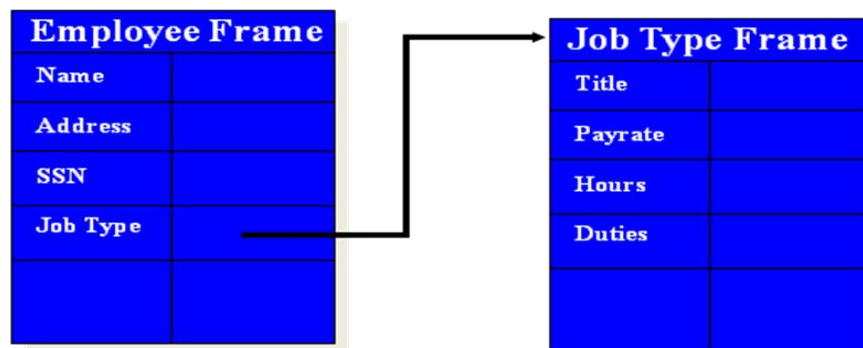 Employee Frame
Name
Address
SSN
Job Type
Job Type Frame
Title
Payrate
Hours
Duties